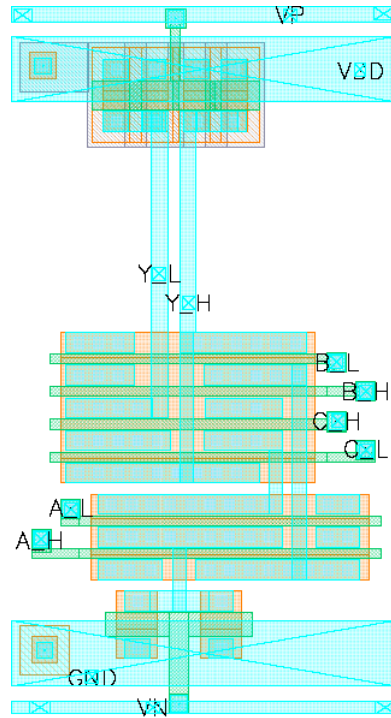 VP
VDD
Y_L
Y_H
B_L
B_H
C_H
C_L
A_L
A_H
GND
VN